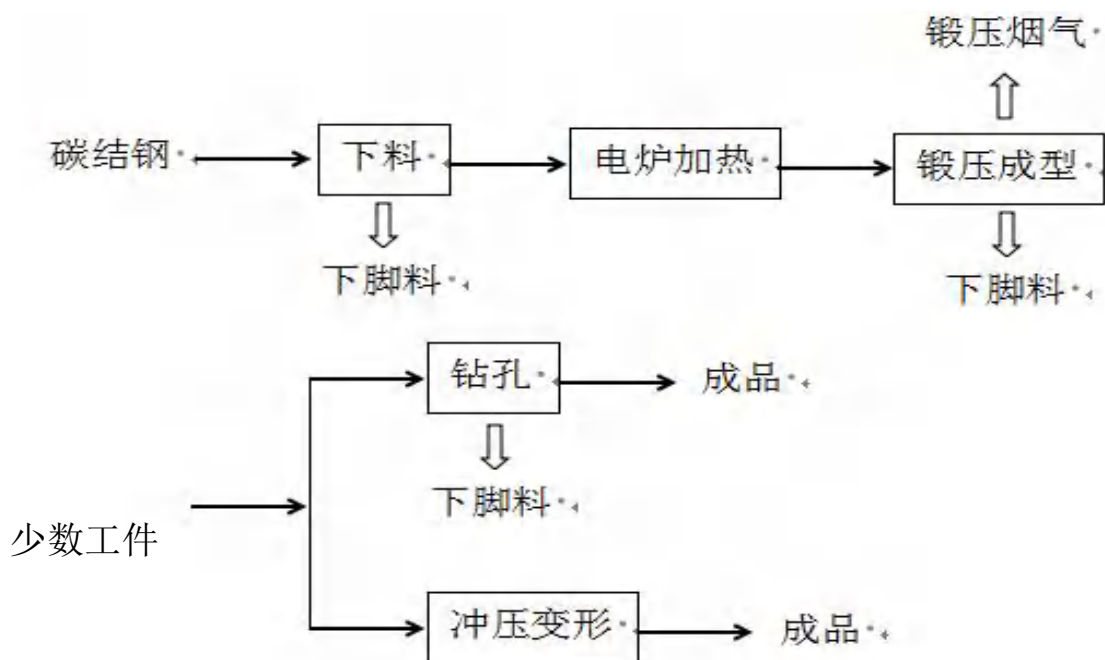 锻压烟气
碳结钢
下料
电炉加热
锻压成型
下脚料
下脚料
钻孔
成品
下脚料
少数工件
冲压变形
成品